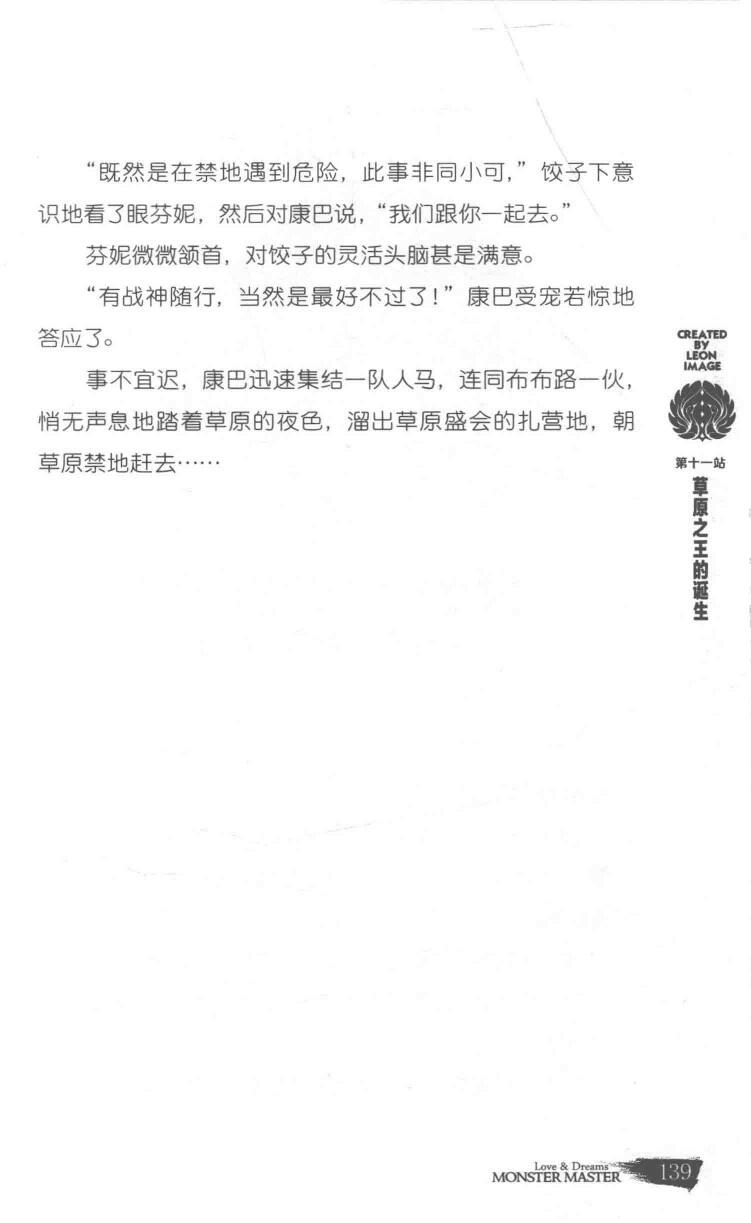 “既然是在禁地遇到危险，此事非同小可，”饺子下意
识地看了眼芬妮，然后对康巴说，“我们跟你一起去。”
芬妮微微颔首，对饺子的灵活头脑甚是满意。
“有战神随行，当然是最好不过了！”康巴受宠若惊地
答应了。
事不宜迟，康巴迅速集结一队人马，连同布布路一伙，
悄无声息地踏着草原的夜色，溜出草原盛会的扎营地，朝
草原禁地赶去……
CREATED
BY
LEON
IMAGE
第十一站
草原之王的诞生
Love & Dreams
MONSTER MASTER
139